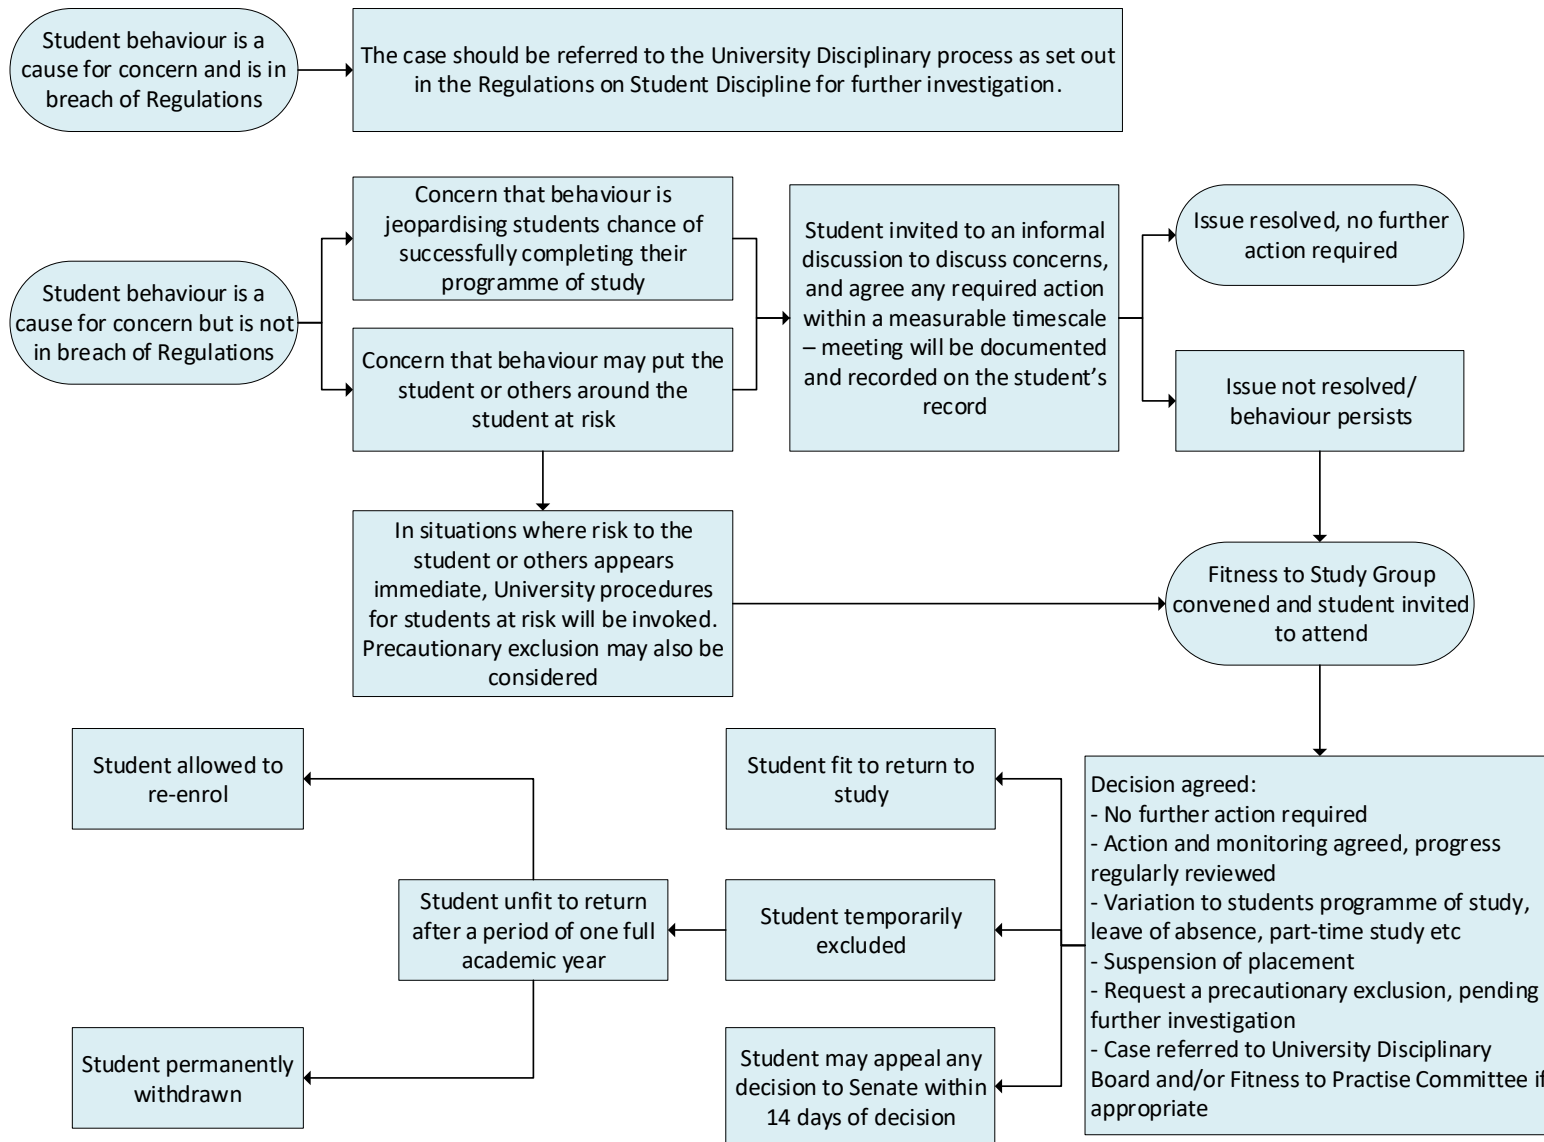 Student behaviour is a
cause for concern and is in
breach of Regulations
The case should be referred to the University Disciplinary process as set out
in the Regulations on Student Discipline for further investigation.
Student behaviour is a
cause for concern but is not
in breach of Regulations
Concern that behaviour is
jeopardising students chance of
successfully completing their
programme of study
Concern that behaviour may put the
student or others around the
student at risk
Student invited to an informal
discussion to discuss concerns,
and agree any required action
within a measurable timescale
– meeting will be documented
and recorded on the student’s
record
Issue resolved, no further
action required
Issue not resolved/
behaviour persists
In situations where risk to the
student or others appears
immediate, University procedures
for students at risk will be invoked.
Precautionary exclusion may also be
considered
Fitness to Study Group
convened and student invited
to attend
Decision agreed:
- No further action required
- Action and monitoring agreed, progress
regularly reviewed
- Variation to students programme of study,
leave of absence, part-time study etc
- Suspension of placement
- Request a precautionary exclusion, pending
further investigation
- Case referred to University Disciplinary
Board and/or Fitness to Practise Committee if
appropriate
Student fit to return to
study
Student temporarily
excluded
Student may appeal any
decision to Senate within
14 days of decision
Student unfit to return
after a period of one full
academic year
Student allowed to
re-enrol
Student permanently
withdrawn